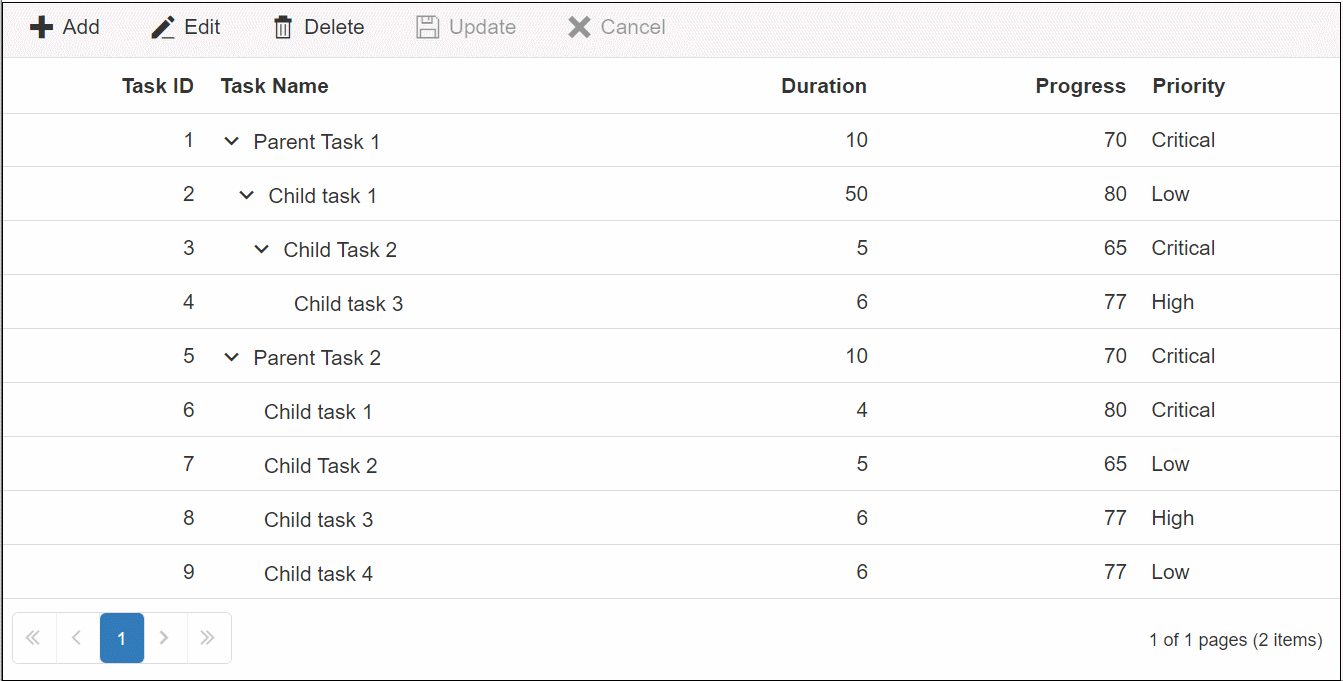 Add Edit Delete Update Cancel
Task ID Task Name Duration Progress Priority
1 Parent Task 1 10 70 Critical
2 Child task 1 50 80 Low
3 Child Task 2 5 65 Critical
4 Child task 3 6 77 High
5 Parent Task 2 10 70 Critical
6 Child task 1 4 80 Critical
7 Child Task 2 5 65 Low
8 Child task 3 6 77 High
9 Child task 4 6 77 Low
1 1 of 1 pages (2 items)